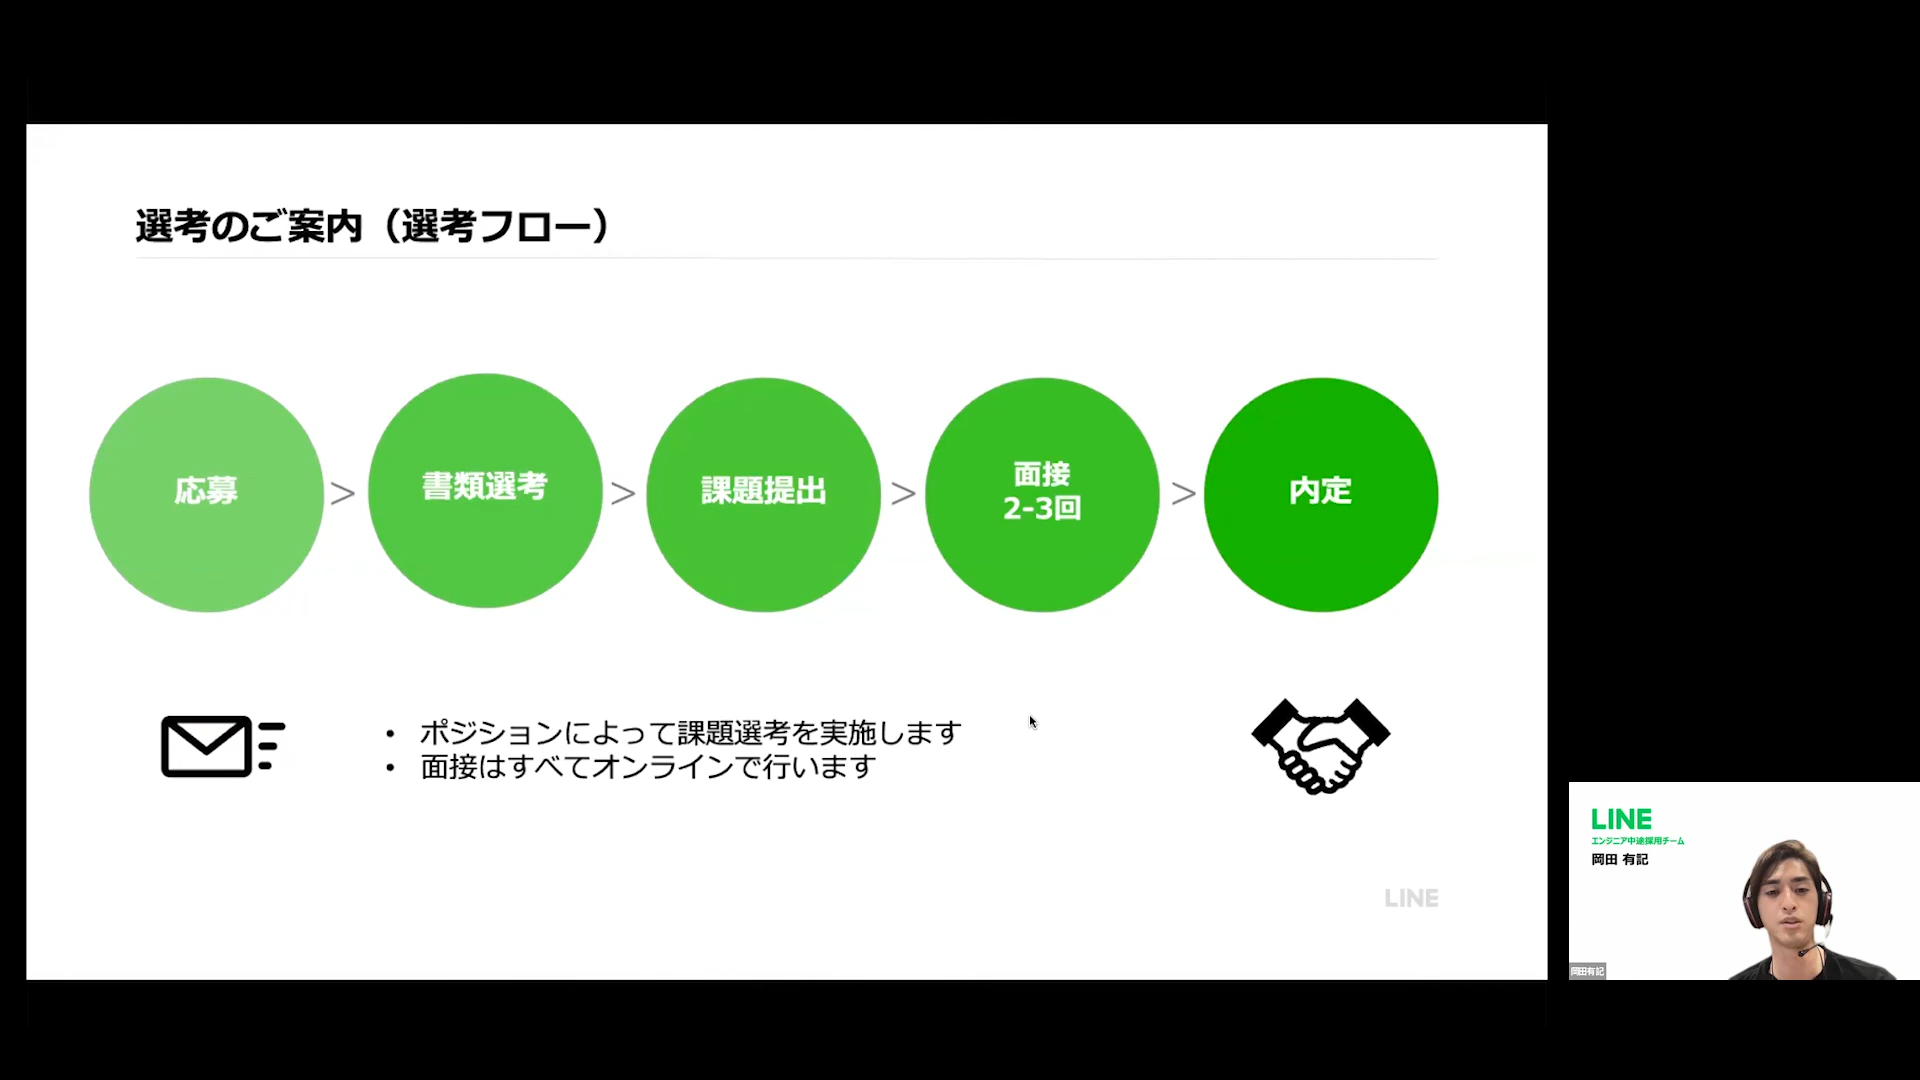 選考のご案内（選考フロー）
応募
>
書類選考
>
課題提出
>
面接
2-3回
>
内定
• ポジションによって課題選考を実施します
• 面接はすべてオンラインで行います
LINE
LINE
エンジニア中途採用チーム
岡田 有記
岡田有記